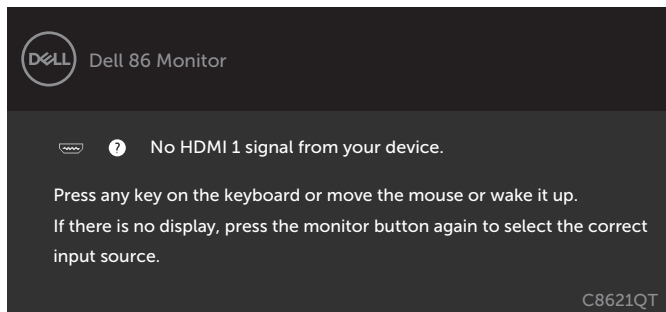 DELL
Dell 86 Monitor
? No HDMI 1 signal from your device.
Press any key on the keyboard or move the mouse or wake it up.
If there is no display, press the monitor button again to select the correct
input source.
C8621QT